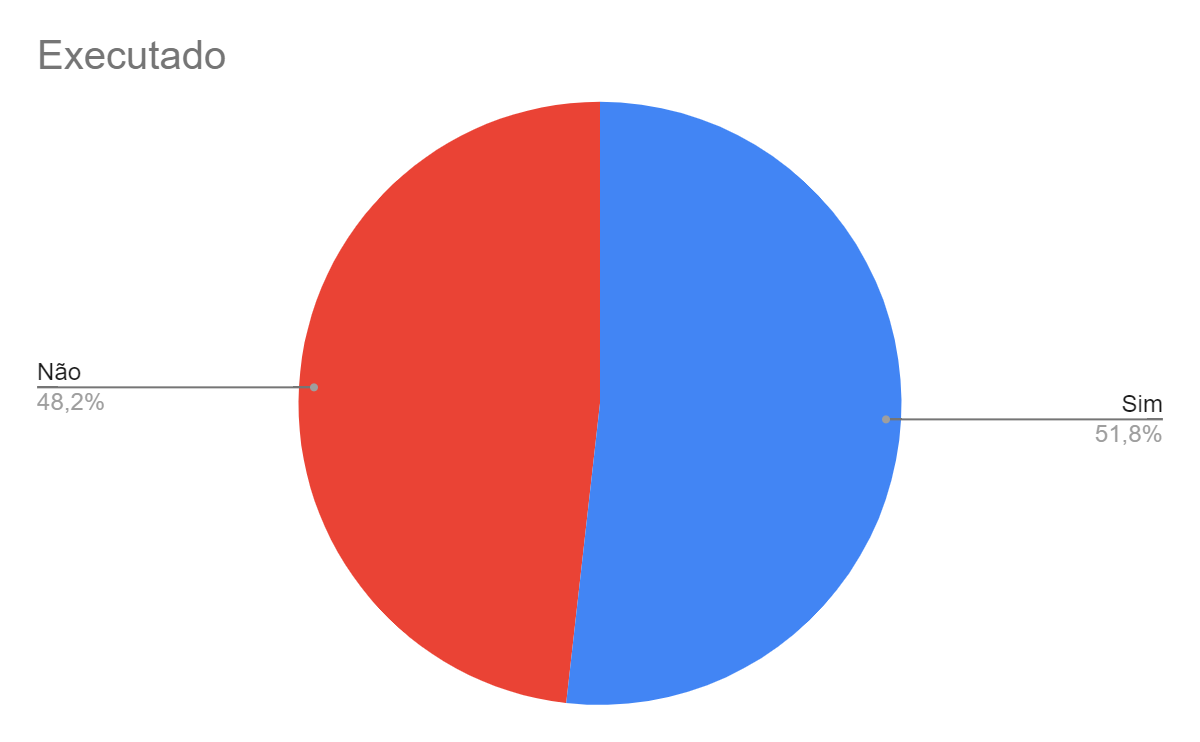 Executado
Não
48,2%
Sim
51,8%